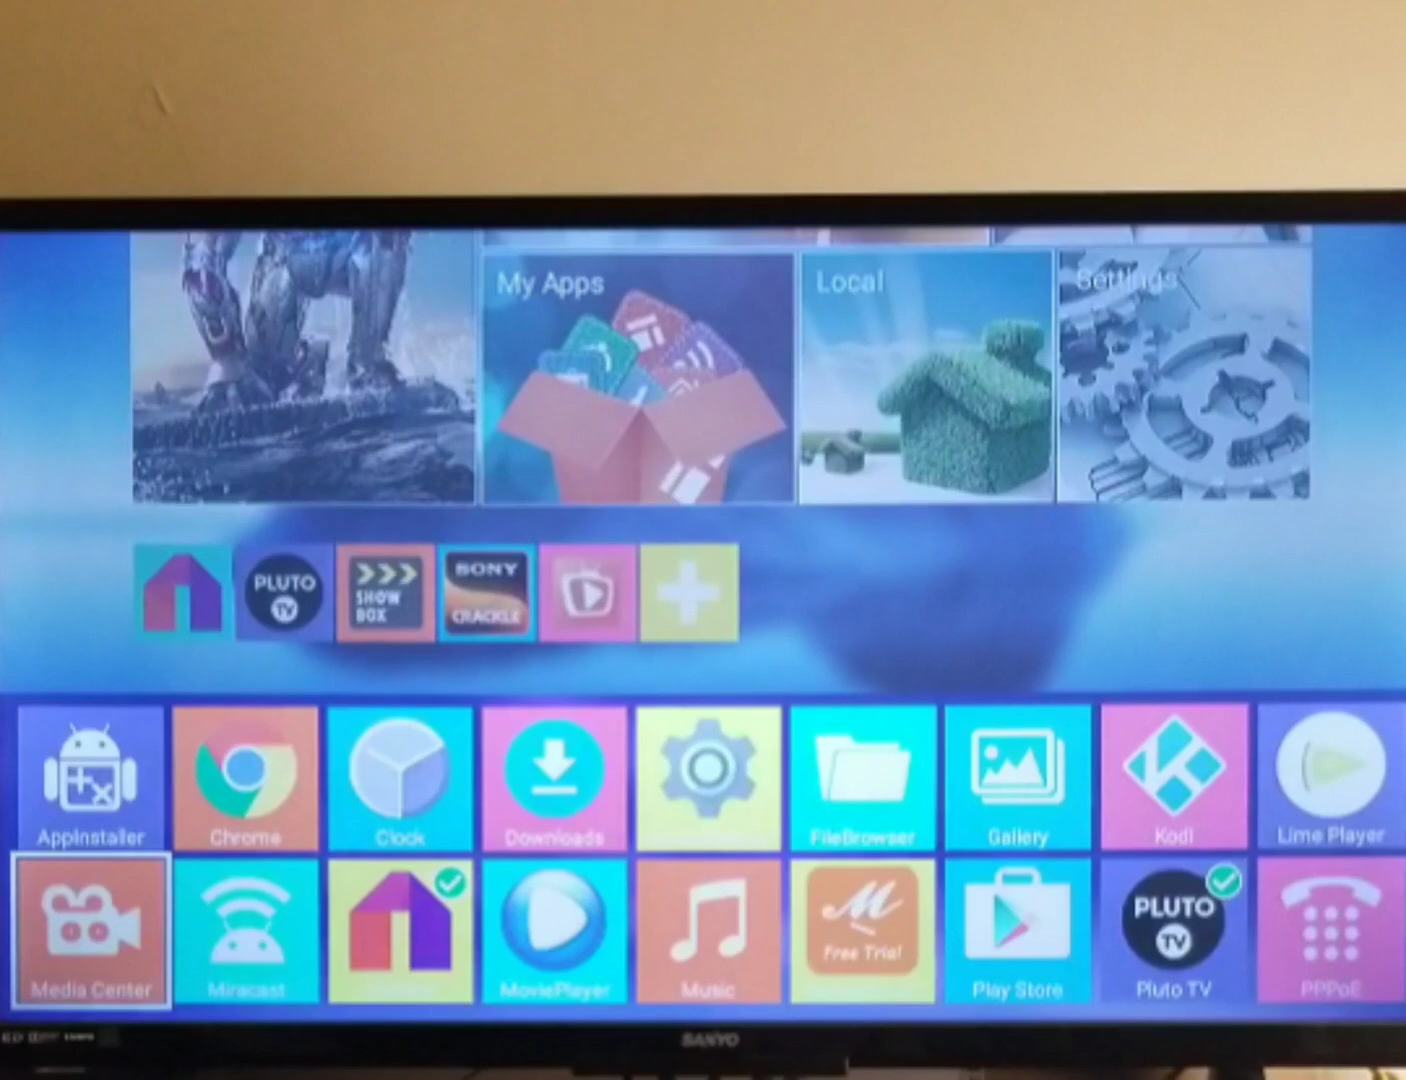 My Apps
Local
Settings
PLUTO
TV
SHOW
BOX
SONY
CRACKLE
AppInstaller
Chrome
Clock
Downloads
FileBrowser
Gallery
Kodi
Lime Player
Media Center
Miracast
MoviePlayer
Music
M
Free Trial
Play Store
PLUTO
TV
Pluto TV
PPPoE
SANYO